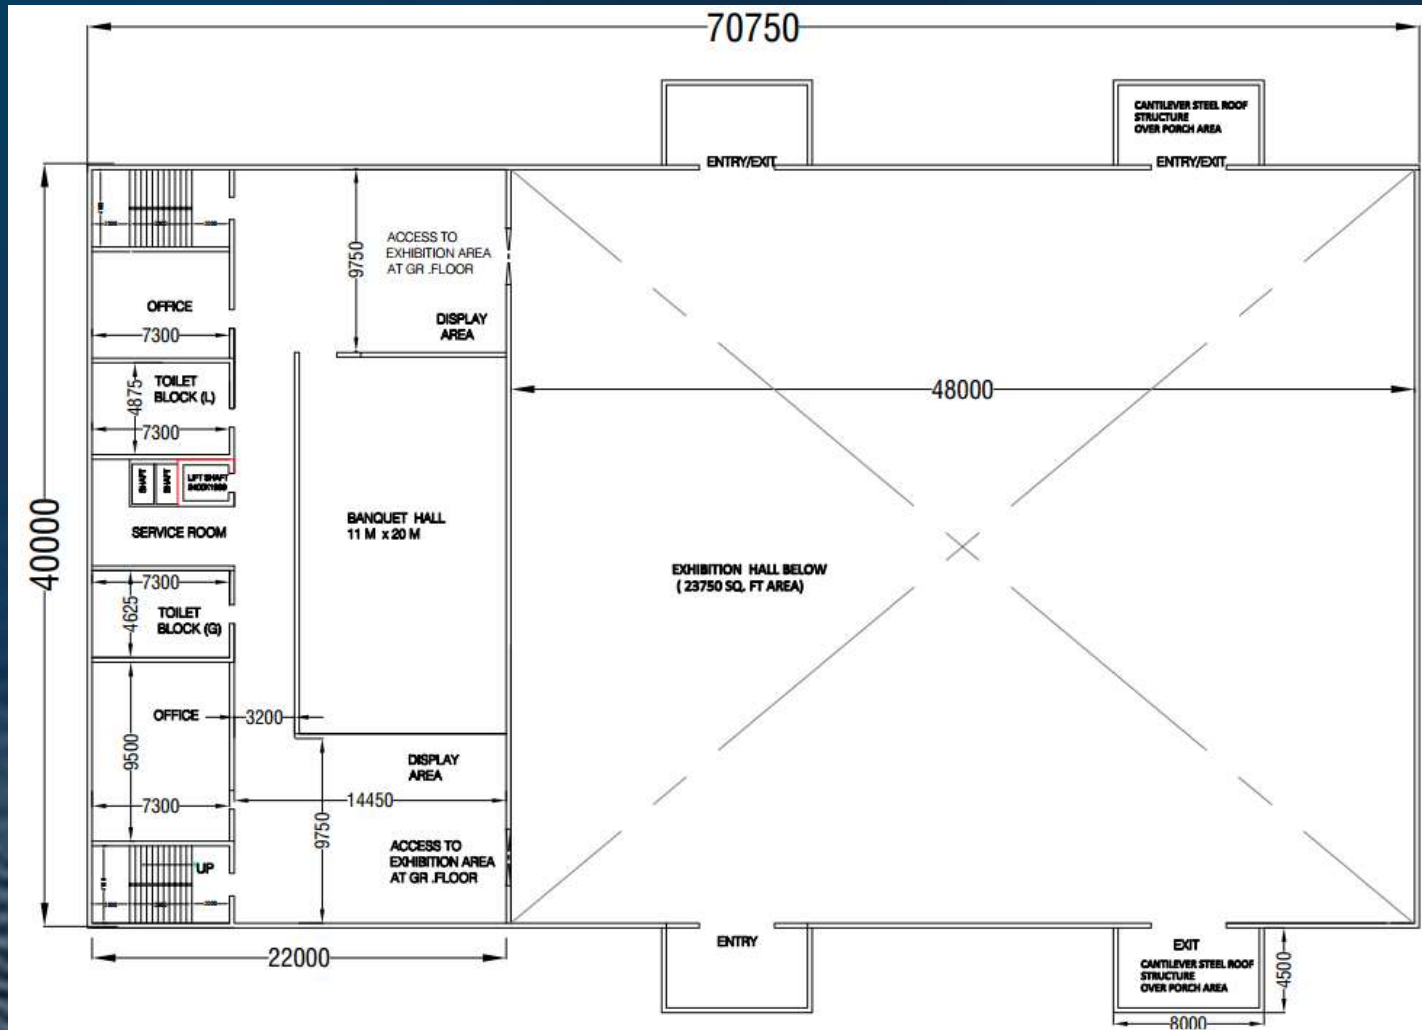 70750
CANTILEVER STEEL ROOF
STRUCTURE
OVER PORCH AREA
ENTRY/EXIT
ENTRY/EXIT
ACCESS TO
EXHIBITION AREA
AT GR .FLOOR
9750
OFFICE
DISPLAY
AREA
7300
TOILET
BLOCK (L)
4875
7300
48000
SHAFT
SHAFT
LIFT SHAFT
BANQUET HALL
11 M x 20 M
SERVICE ROOM
40000
EXHIBITION HALL BELOW
( 23750 SQ. FT AREA)
7300
4625
TOILET
BLOCK (G)
OFFICE
3200
9500
DISPLAY
AREA
7300
14450
9750
ACCESS TO
EXHIBITION AREA
AT GR .FLOOR
UP
ENTRY
EXIT
22000
CANTILEVER STEEL ROOF
STRUCTURE
OVER PORCH AREA
4500
8000